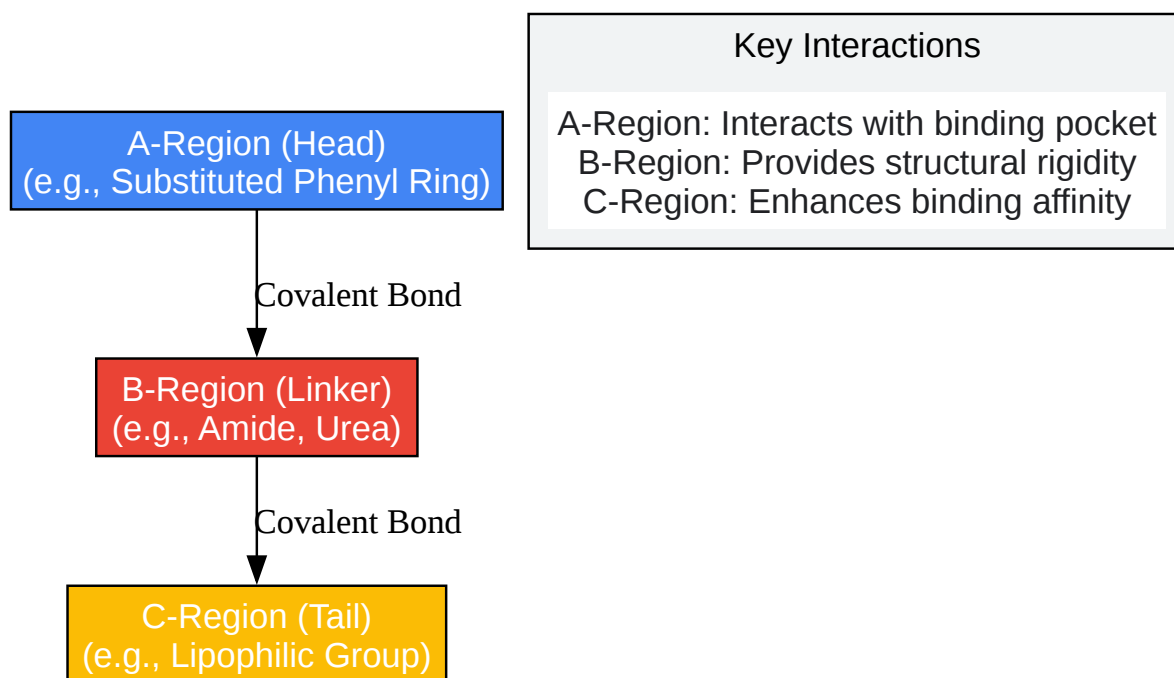 Key Interactions
A-Region: Interacts with binding pocket
B-Region: Provides structural rigidity
C-Region: Enhances binding affinity
A-Region (Head)
(e.g., Substituted Phenyl Ring)
Covalent Bond
B-Region (Linker)
(e.g., Amide, Urea)
Covalent Bond
C-Region (Tail)
(e.g., Lipophilic Group)